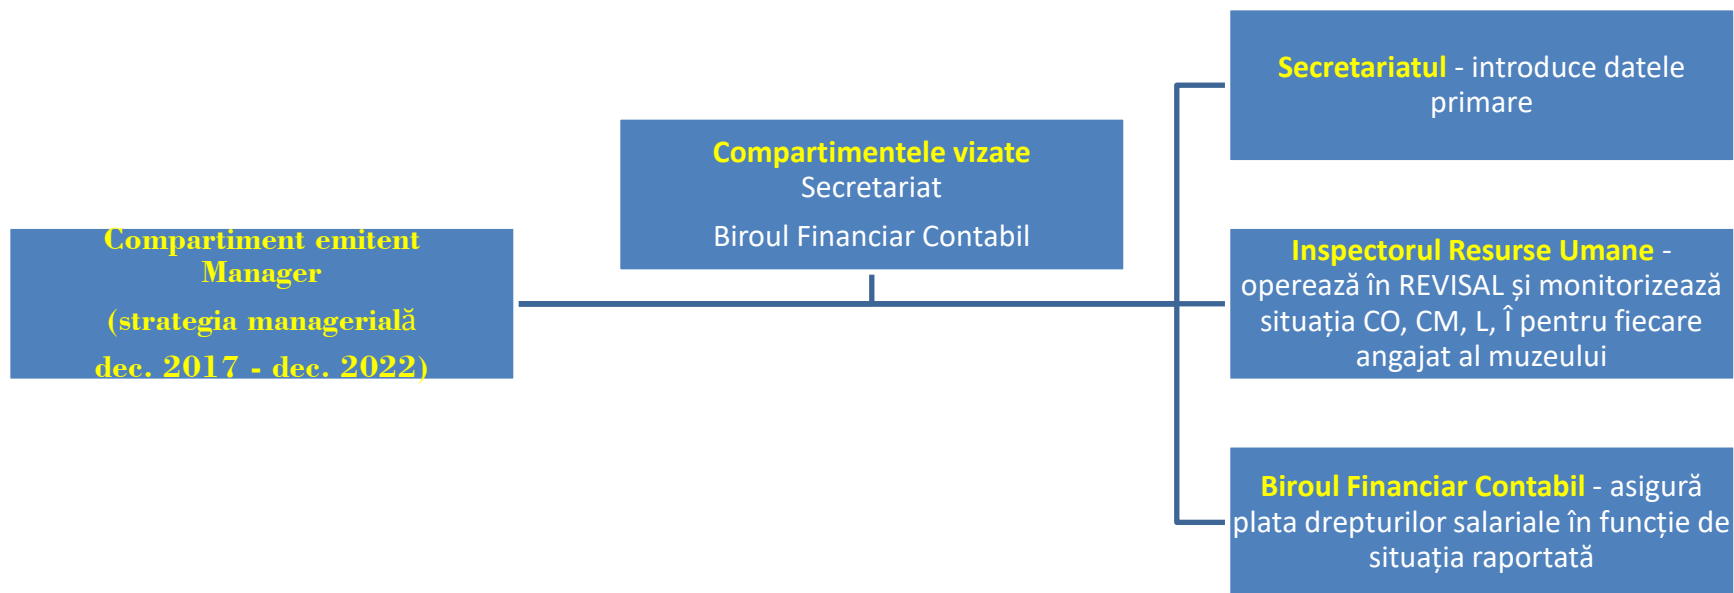 Compartiment emitent
Manager
(strategia managerială
dec. 2017 - dec. 2022)
Compartimentele vizate
Secretariat
Biroul Financiar Contabil
Secretariatul - introduce datele
primare
Inspectorul Resurse Umane -
operează în REVISAL și monitorizează
situația CO, CM, L, Î pentru fiecare
angajat al muzeului
Biroul Financiar Contabil - asigură
plata drepturilor salariale în funcție de
situația raportată